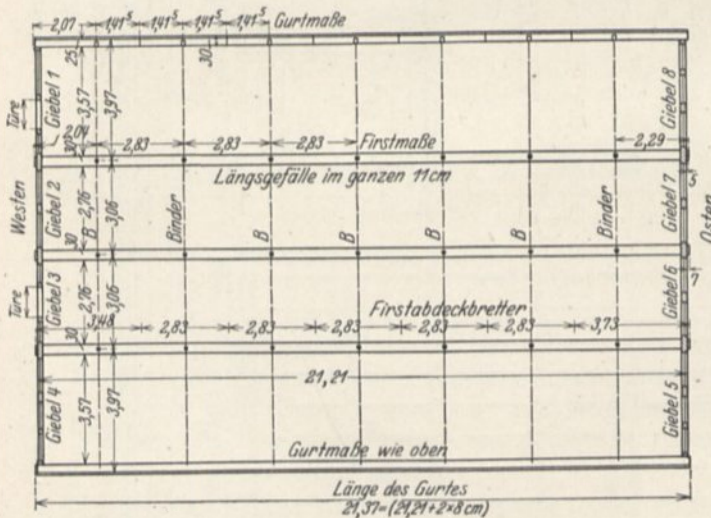 2,07 1,41⁵ 1,41⁵ 1,41⁵ 1,41⁵ Gurtmaße
25 30
Türe Giebel 1 3,57 3,97 Giebel 8
30 2,04 2,83 2,83 2,83 Firstmaße 2,29
Längsgefälle im ganzen 11cm
Westen Giebel 2 2,76 3,06 Giebel 7 5 Osten
30 B Binder B B B B Binder
Türe Giebel 3 2,76 3,06 Giebel 6 7
Firstabdeckbretter
30 3,48 2,83 2,83 2,83 2,83 2,83 3,73
21,21
Giebel 4 3,57 3,97 Giebel 5
Gurtmaße wie oben
Länge des Gurtes
21,37=(21,21+2×8cm)